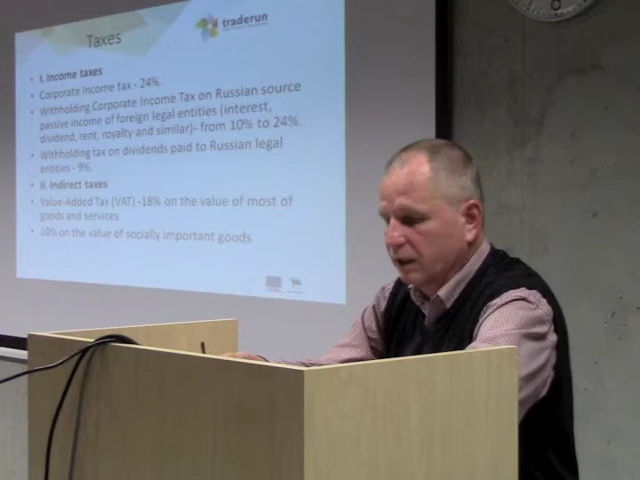 Taxes
traderun
• I. Income taxes
• Corporate Income tax - 24%.
• Withholding Corporate Income Tax on Russian source
passive income of foreign legal entities (interest,
dividend, rent, royalty and similar)- from 10% to 24%.
• Withholding tax on dividends paid to Russian legal
entities - 9%.
• II. Indirect taxes
• Value-Added Tax (VAT) -18% on the value of most of
goods and services
• 10% on the value of socially important goods